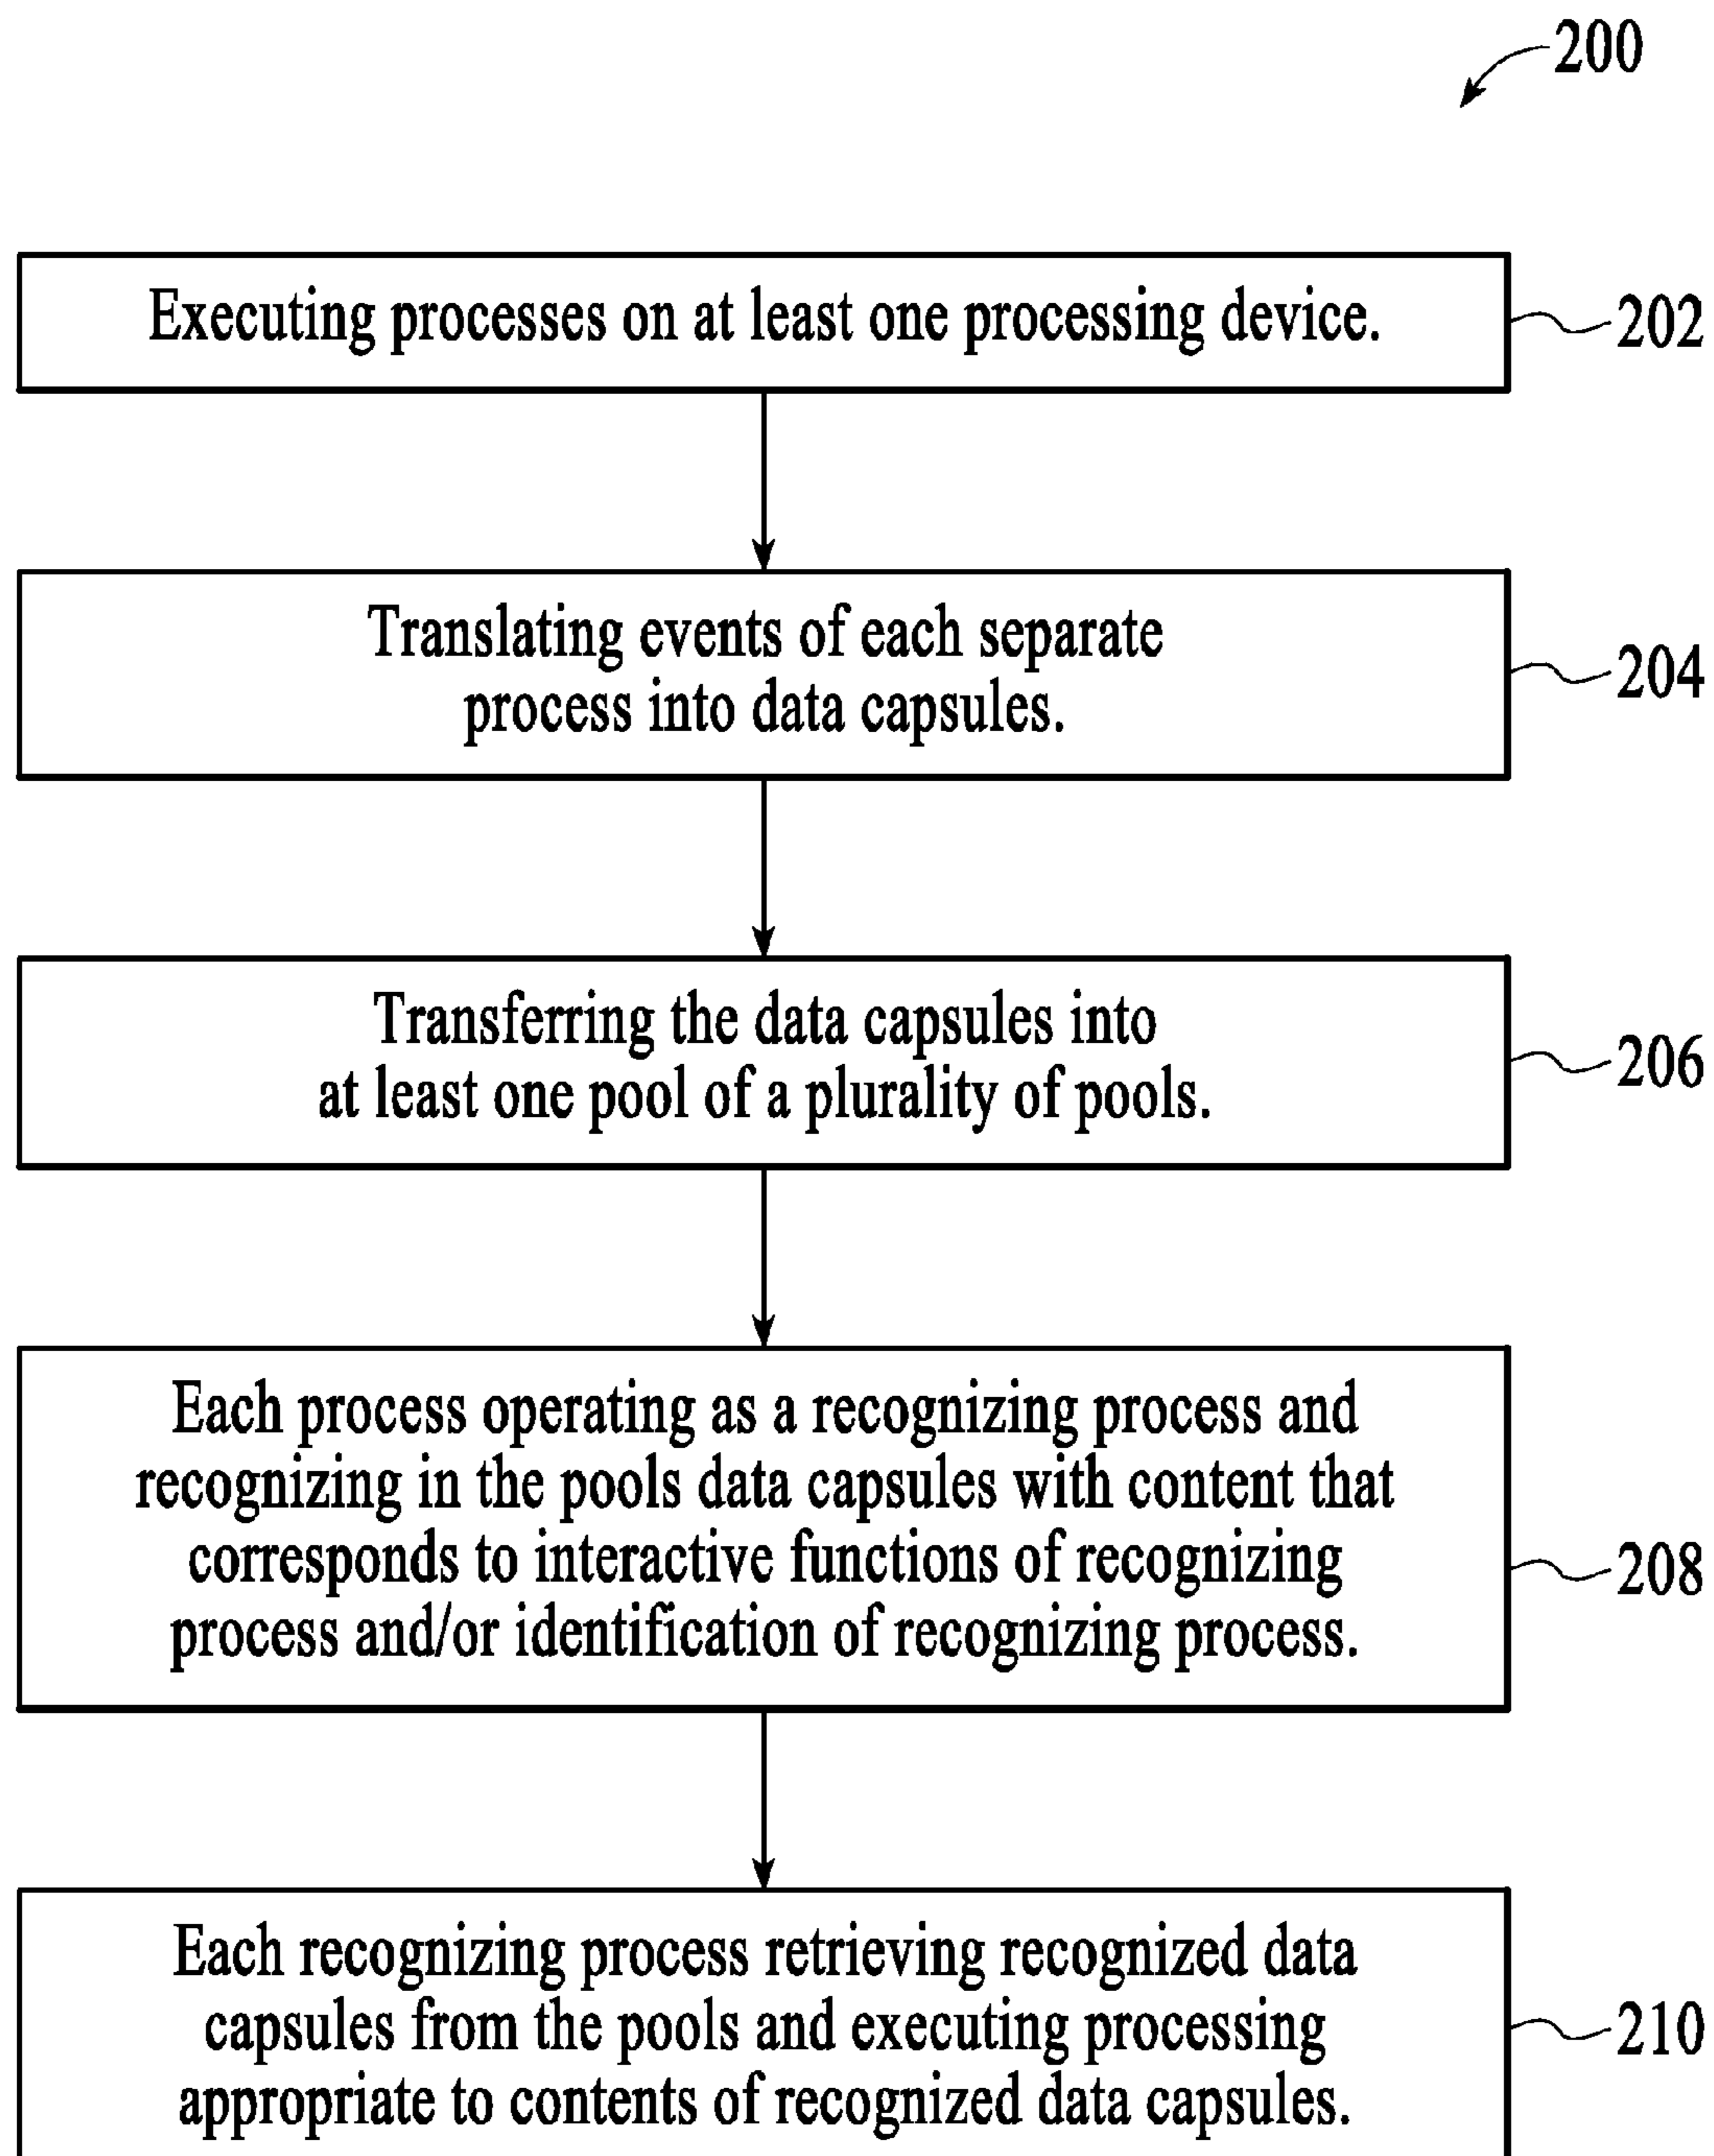 200
Executing processes on at least one processing device.
202
Translating events of each separate
process into data capsules.
204
Transferring the data capsules into
at least one pool of a plurality of pools.
206
Each process operating as a recognizing process and
recognizing in the pools data capsules with content that
corresponds to interactive functions of recognizing
process and/or identification of recognizing process.
208
Each recognizing process retrieving recognized data
capsules from the pools and executing processing
appropriate to contents of recognized data capsules.
210